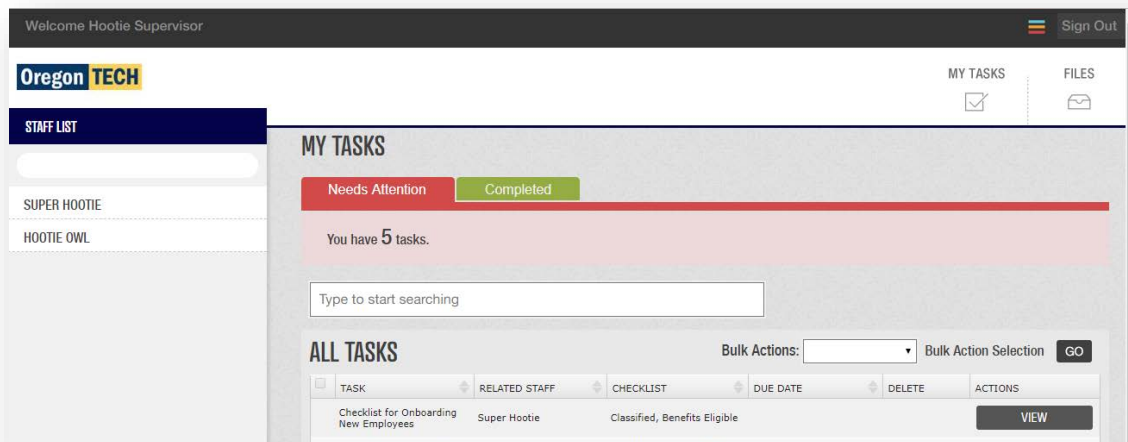 Welcome Hootie Supervisor
Sign Out
Oregon TECH
MY TASKS
FILES
STAFF LIST
SUPER HOOTIE
HOOTIE OWL
MY TASKS
Needs Attention
Completed
You have 5 tasks.
Type to start searching
ALL TASKS
Bulk Actions:
Bulk Action Selection
GO
TASK
RELATED STAFF
CHECKLIST
DUE DATE
DELETE
ACTIONS
Checklist for Onboarding
New Employees
Super Hootie
Classified, Benefits Eligible
VIEW